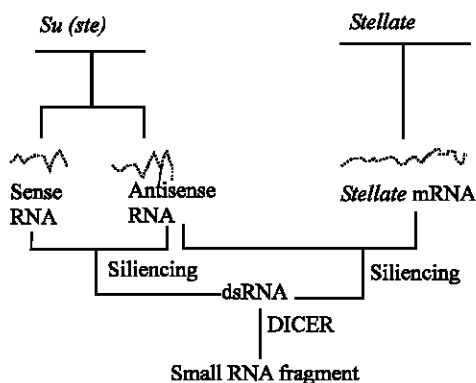 Su (ste)
Stellate
Sense
RNA
Antisense
RNA
Stellate mRNA
Siliencing
Siliencing
dsRNA
DICER
Small RNA fragment